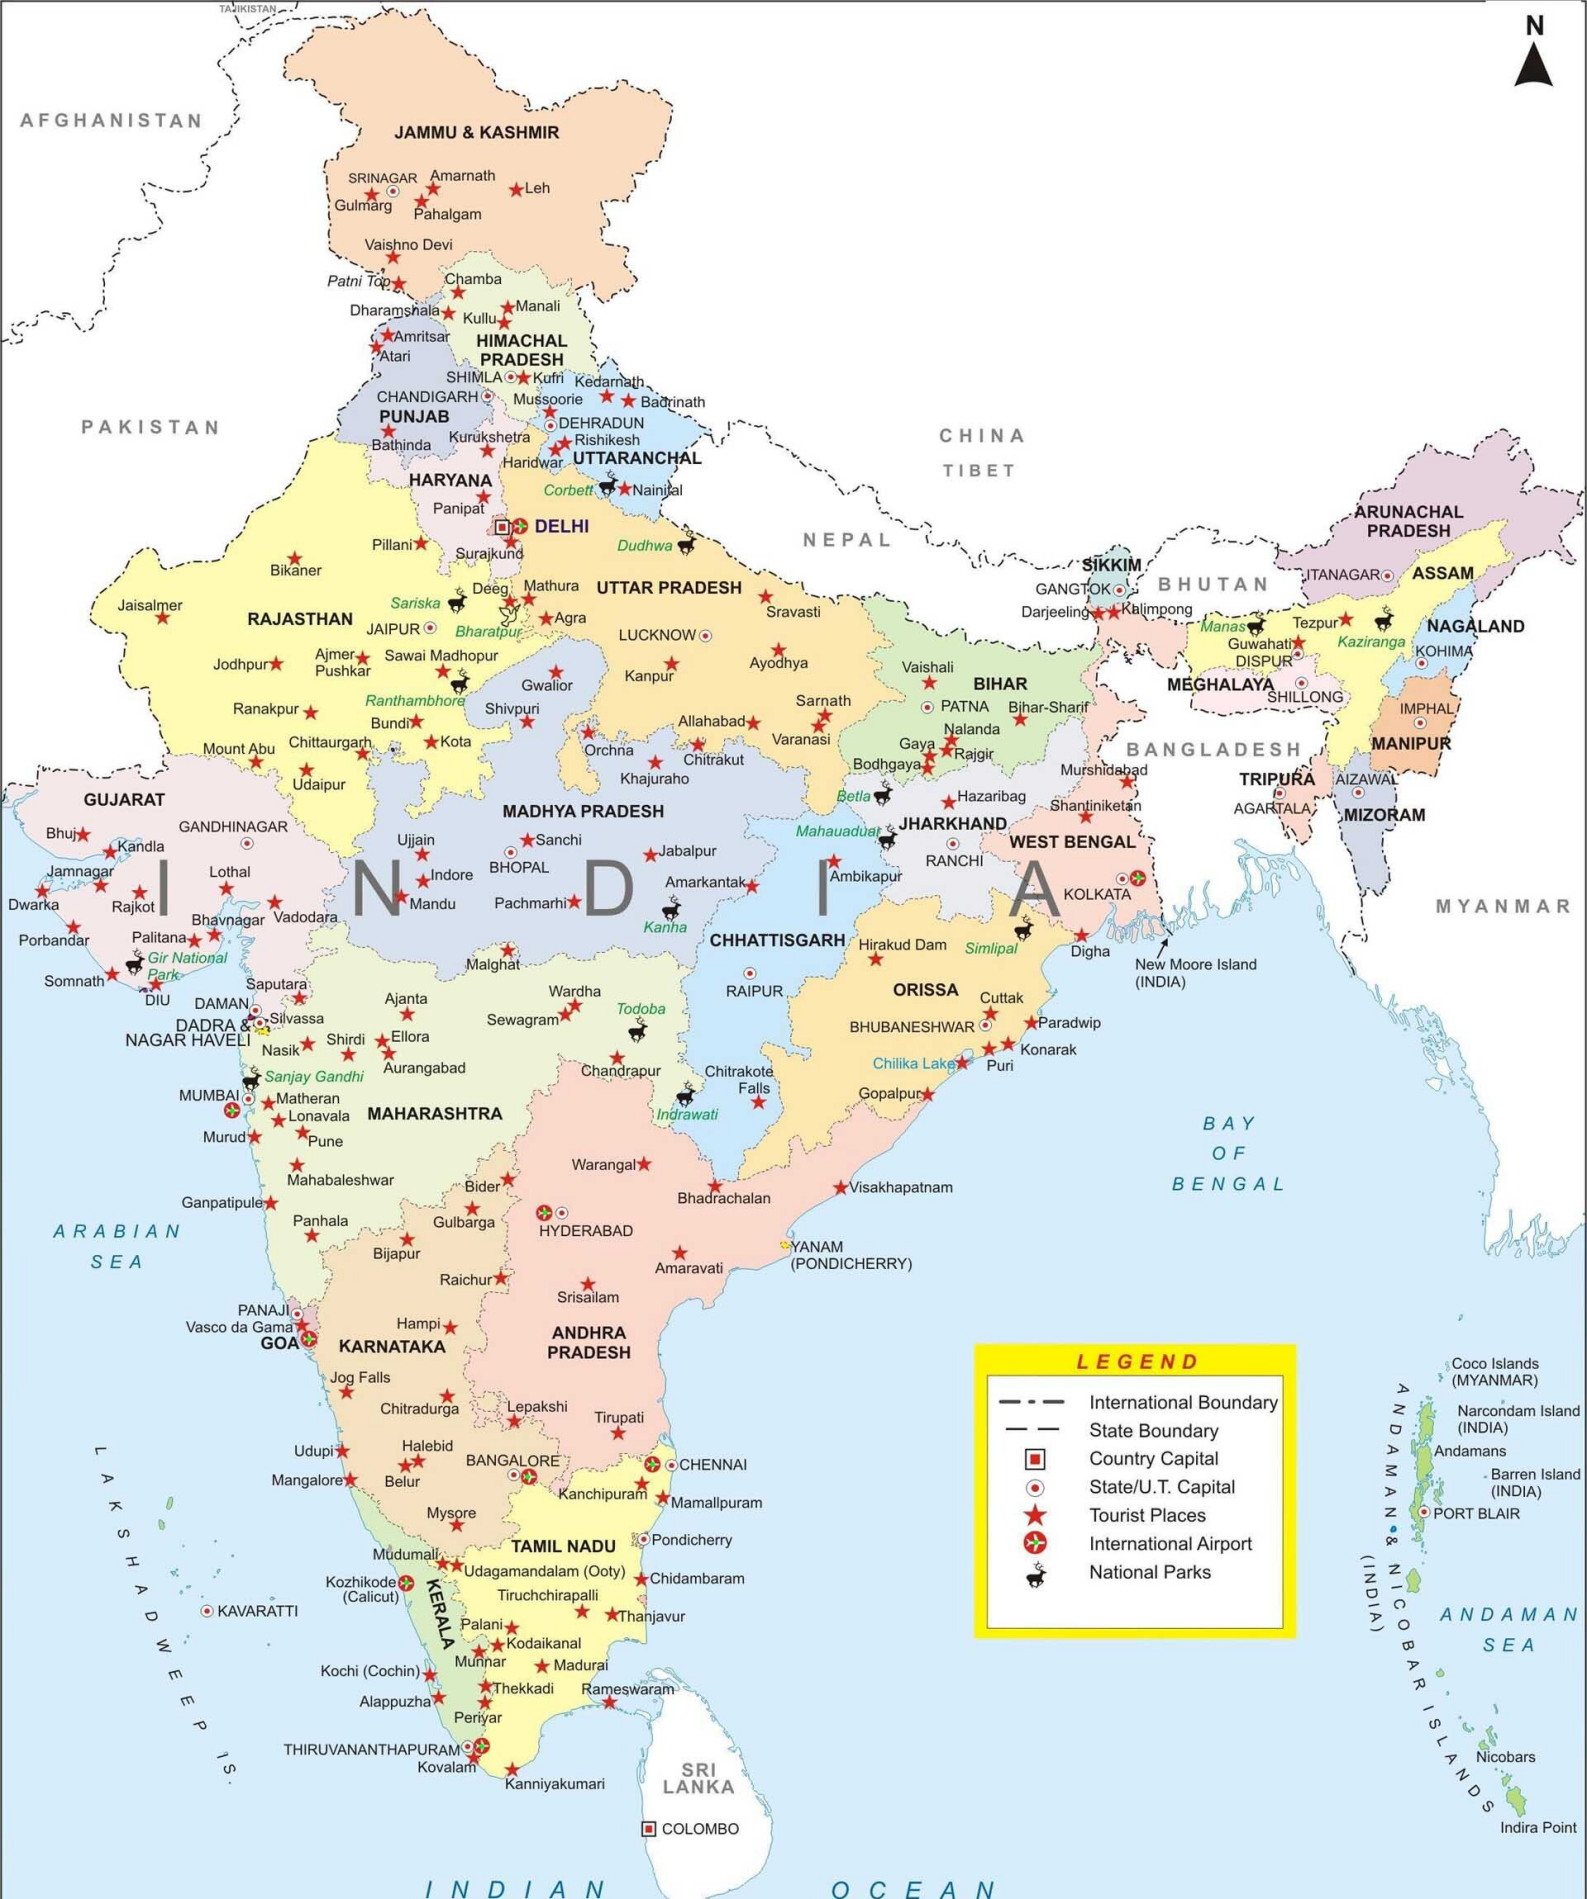 TAJIKISTAN
N
AFGHANISTAN
JAMMU & KASHMIR
SRINAGAR
Amarnath
Leh
Gulmarg
Pahalgam
Vaishno Devi
Patni Top
Chamba
Dharamshala
Manali
Kullu
Amritsar
Atari
HIMACHAL
PRADESH
SHIMLA
Kufri
Kedarnath
CHANDIGARH
Mussoorie
Badrinath
PUNJAB
DEHRADUN
PAKISTAN
Bathinda
Kurukshetra
Rishikesh
Haridwar
UTTARANCHAL
CHINA
TIBET
HARYANA
Corbett
Nainital
Panipat
DELHI
ARUNACHAL
PRADESH
Pillani
Surajkund
Dudhwa
NEPAL
Bikaner
SIKKIM
ITANAGAR
ASSAM
Deeg
Mathura
UTTAR PRADESH
GANGTOK
BHUTAN
Jaisalmer
RAJASTHAN
Sariska
Agra
Sravasti
Darjeeling
Kalimpong
JAIPUR
Bharatpur
LUCKNOW
Manas
Tezpur
Kaziranga
NAGALAND
Guwahati
DISPUR
KOHIMA
Jodhpur
Ajmer
Pushkar
Sawai Madhopur
Kanpur
Ayodhya
Vaishali
BIHAR
MEGHALAYA
SHILLONG
Gwalior
Ranthambhore
Ranakpur
Bundi
Shivpuri
Allahabad
Sarnath
Varanasi
PATNA
Bihar-Sharif
IMPHAL
MANIPUR
Mount Abu
Chittaurgarh
Kota
Orchna
Chitrakut
Nalanda
Gaya
Rajgir
Bodhgaya
BANGLADESH
Udaipur
Khajuraho
Murshidabad
TRIPURA
AIZAWAL
GUJARAT
MADHYA PRADESH
Betla
Hazaribag
Shantiniketan
AGARTALA
MIZORAM
GANDHINAGAR
Bhuj
Kandla
Ujjain
Sanchi
BHOPAL
Jabalpur
Mahauaduar
JHARKHAND
RANCHI
WEST BENGAL
Jamnagar
Lothal
Indore
Amarkantak
Ambikapur
KOLKATA
INDIA
Dwarka
Rajkot
Bhavnagar
Vadodara
Mandu
Pachmarhi
Kanha
MYANMAR
Porbandar
Palitana
CHHATTISGARH
Hirakud Dam
Simlipal
Digha
Gir National
Park
Malghat
New Moore Island
(INDIA)
Somnath
DIU
Saputara
RAIPUR
ORISSA
DAMAN
Silvassa
Ajanta
Wardha
Sewagram
Todoba
Cuttak
DADRA &
NAGAR HAVELI
BHUBANESHWAR
Paradwip
Nasik
Shirdi
Ellora
Aurangabad
Chandrapur
Chitrakote
Falls
Chilika Lake
Puri
Konarak
Sanjay Gandhi
MUMBAI
Matheran
Lonavala
MAHARASHTRA
Indrawati
Gopalpur
Murud
Pune
BAY
OF
BENGAL
Mahabaleshwar
Warangal
Bhadrachalan
Visakhapatnam
Ganpatipule
Bider
Gulbarga
Panhala
HYDERABAD
ARABIAN
SEA
Bijapur
Amaravati
YANAM
(PONDICHERRY)
Raichur
Srisailam
PANAJI
Vasco da Gama
GOA
Hampi
KARNATAKA
ANDHRA
PRADESH
Jog Falls
Chitradurga
Lepakshi
Tirupati
Udupi
Halebid
BANGALORE
CHENNAI
Mangalore
Belur
Kanchipuram
Mamallpuram
Mysore
TAMIL NADU
Pondicherry
Mudumali
Udagamandalam (Ooty)
Chidambaram
Kozhikode
(Calicut)
KERALA
Tiruchchirapalli
Thanjavur
KAVARATTI
Palani
Kodaikanal
Munnar
Madurai
Kochi (Cochin)
Thekkadi
Rameswaram
Alappuzha
Periyar
THIRUVANANTHAPURAM
Kovalam
Kanniyakumari
LAKSHADWEEP IS.
SRI
LANKA
COLOMBO
INDIAN OCEAN
LEGEND
International Boundary
State Boundary
Country Capital
State/U.T. Capital
Tourist Places
International Airport
National Parks
Coco Islands
(MYANMAR)
Narcondam Island
(INDIA)
Andamans
Barren Island
(INDIA)
PORT BLAIR
ANDAMAN & NICOBAR ISLANDS
(INDIA)
ANDAMAN
SEA
Nicobars
Indira Point